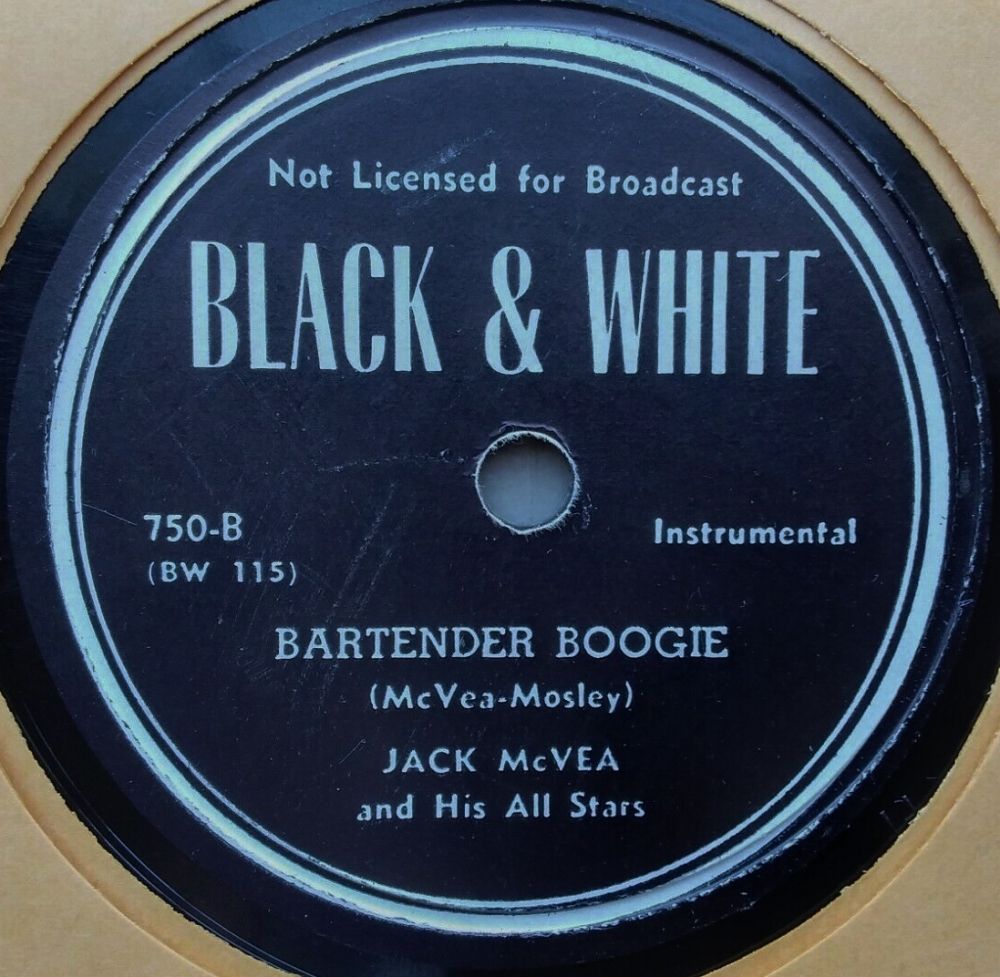 Not Licensed for Broadcast
BLACK & WHITE
750-B
Instrumental
(BW 115)
BARTENDER BOOGIE
(McVea-Mosley)
JACK McVEA
and His All Stars